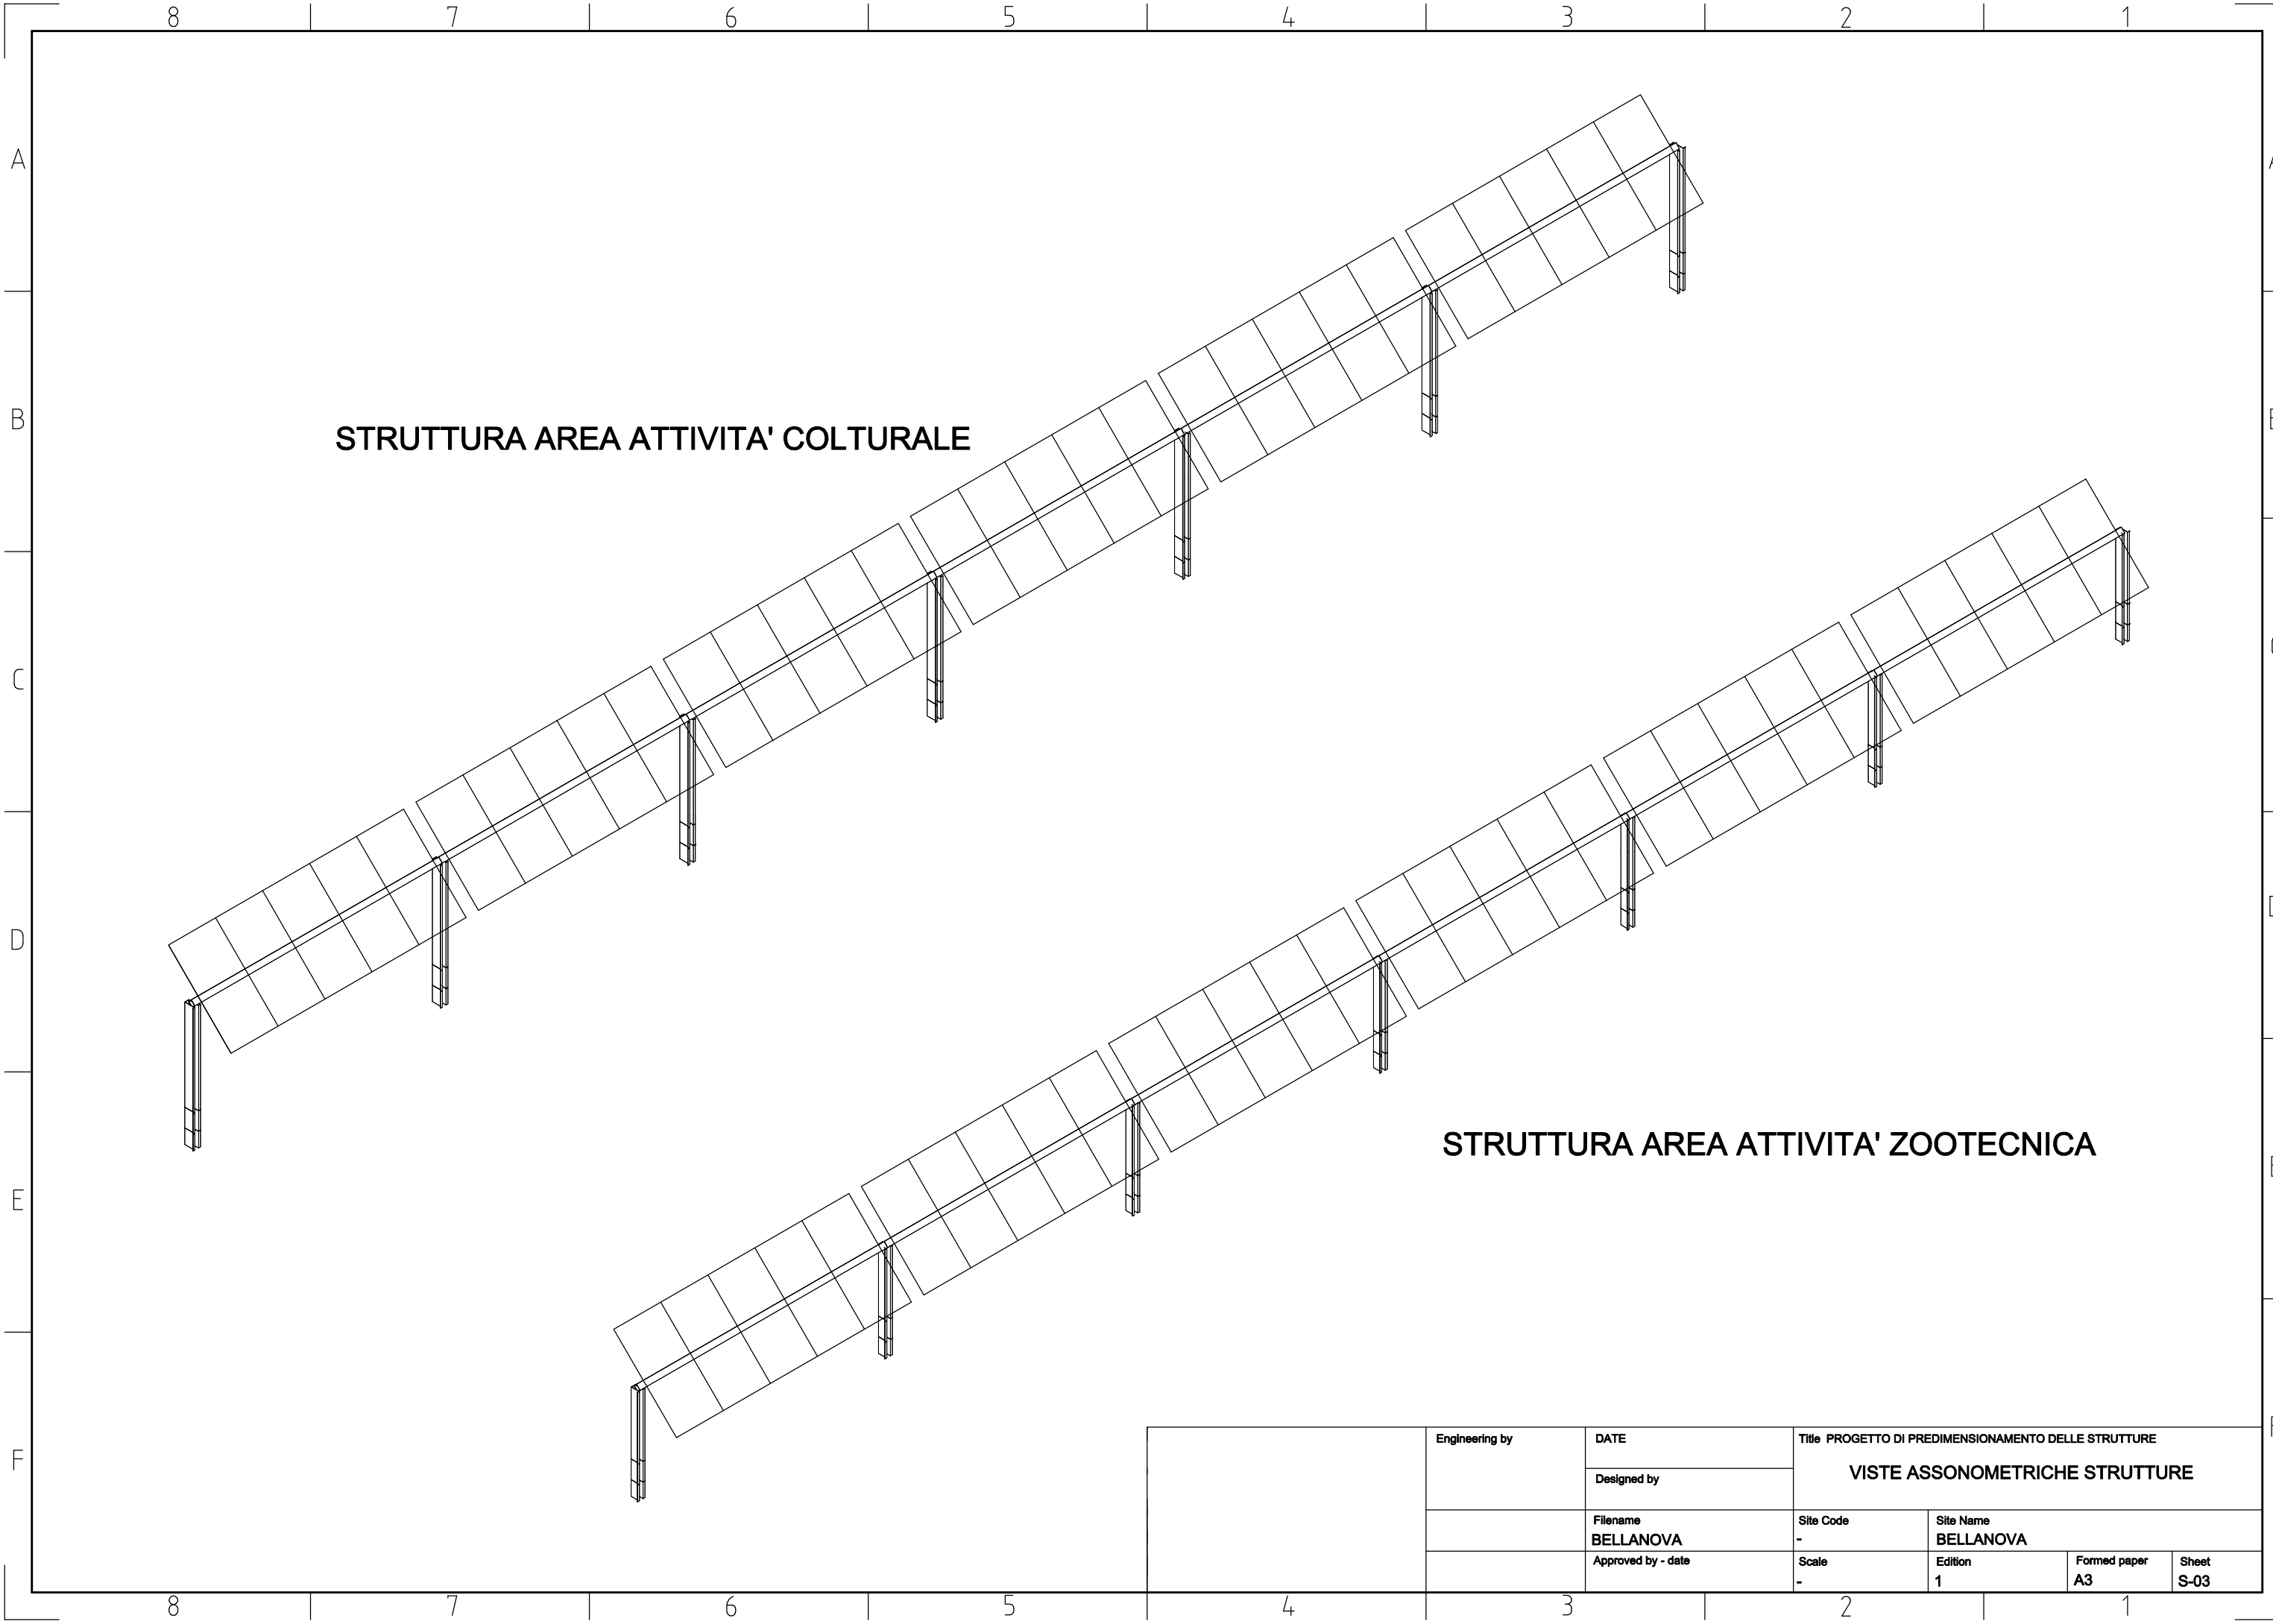 8 7 6 5 4 3 2 1
A
B
STRUTTURA AREA ATTIVITA' COLTURALE
C
D
STRUTTURA AREA ATTIVITA' ZOOTECNICA
E
F
Engineering by
DATE
Title PROGETTO DI PREDIMENSIONAMENTO DELLE STRUTTURE
VISTE ASSONOMETRICHE STRUTTURE
Designed by
Filename
BELLANOVA
Site Code
-
Site Name
BELLANOVA
Approved by - date
Scale
-
Edition
1
Formed paper
A3
Sheet
S-03
8 7 6 5 4 3 2 1